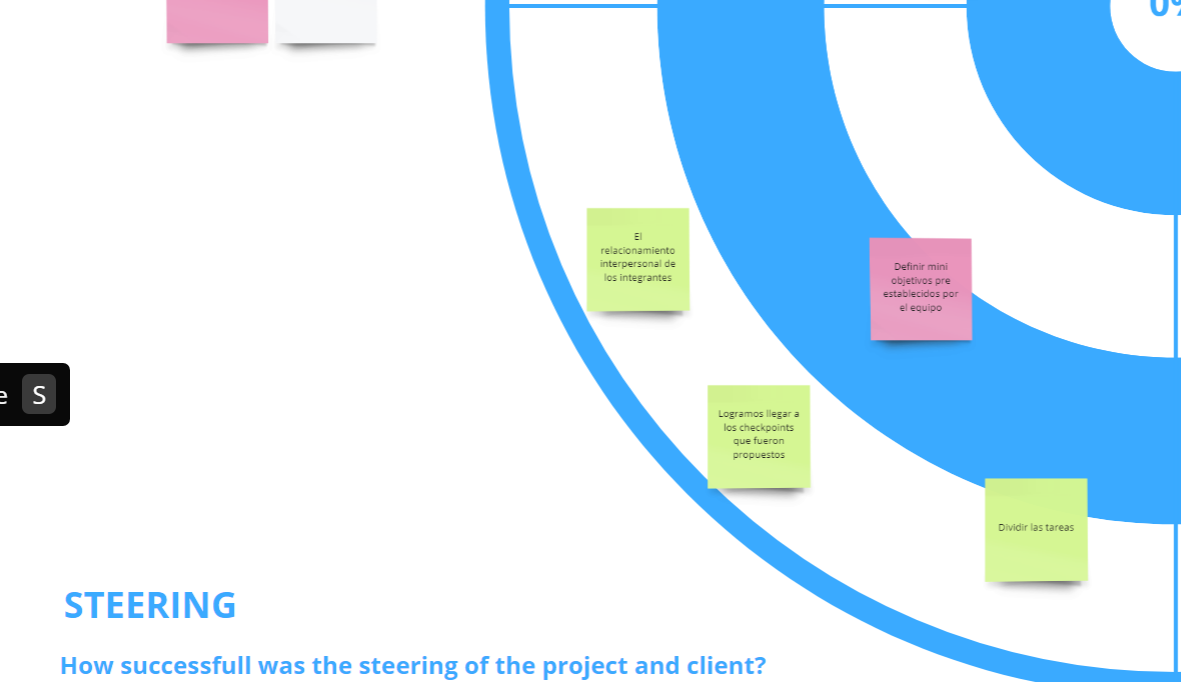 0%
El
relacionamiento
interpersonal de
los integrantes
Definir mini
objetivos pre
establecidos por
el equipo
e S
Logramos llegar a
los checkpoints
que fueron
propuestos
Dividir las tareas
STEERING
How successfull was the steering of the project and client?